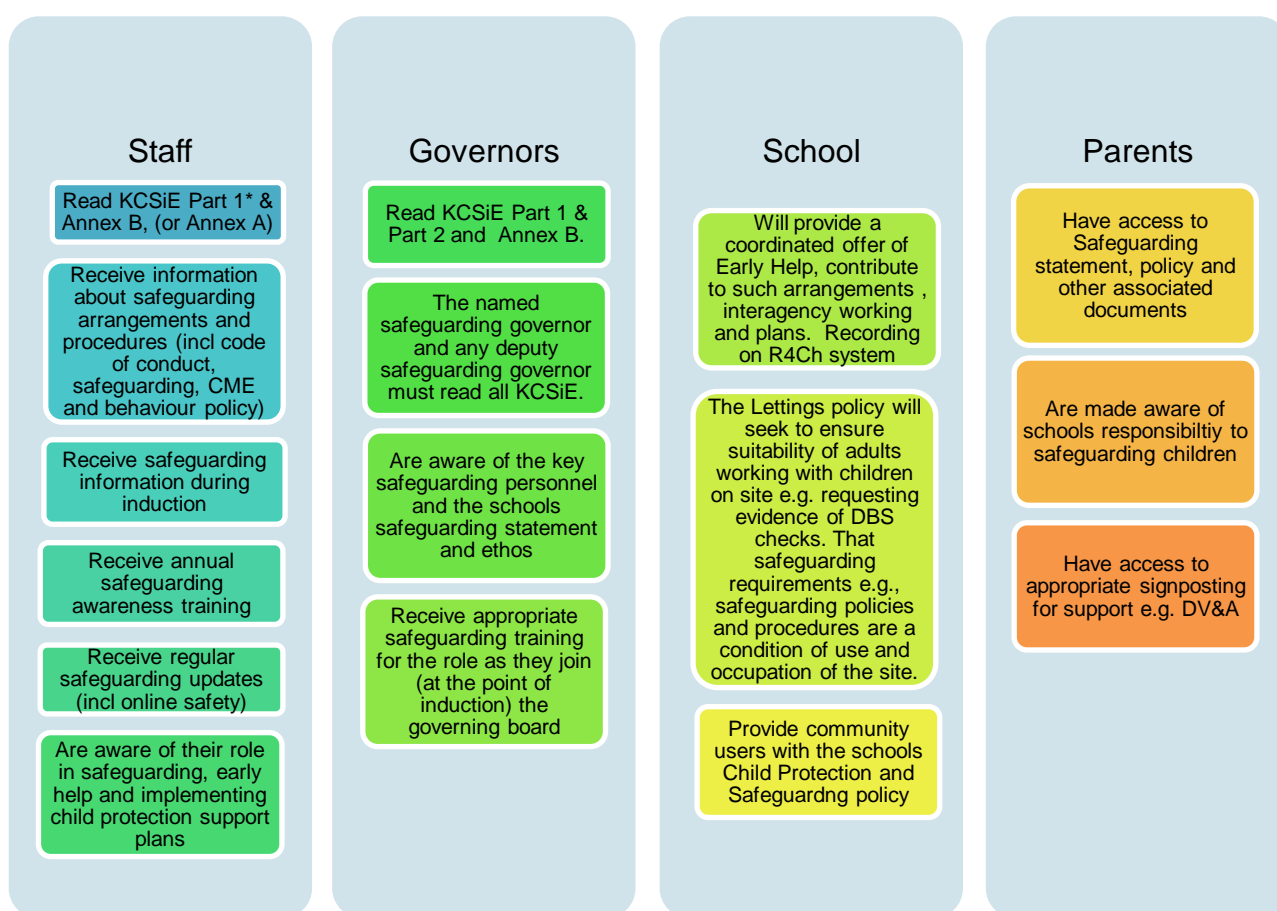 Staff
Read KCSiE Part 1* &
Annex B, (or Annex A)
Receive information
about safeguarding
arrangements and
procedures (incl code
of conduct,
safeguarding, CME
and behaviour policy)
Receive safeguarding
information during
induction
Receive annual
safeguarding
awareness training
Receive regular
safeguarding updates
(incl online safety)
Are aware of their role
in safeguarding, early
help and implementing
child protection support
plans
Governors
Read KCSiE Part 1 &
Part 2 and Annex B.
The named
safeguarding governor
and any deputy
safeguarding governor
must read all KCSiE.
Are aware of the key
safeguarding personnel
and the schools
safeguarding statement
and ethos
Receive appropriate
safeguarding training
for the role as they join
(at the point of
induction) the
governing board
School
Will provide a
coordinated offer of
Early Help, contribute
to such arrangements ,
interagency working
and plans. Recording
on R4Ch system
The Lettings policy will
seek to ensure
suitability of adults
working with children
on site e.g. requesting
evidence of DBS
checks. That
safeguarding
requirements e.g.,
safeguarding policies
and procedures are a
condition of use and
occupation of the site.
Provide community
users with the schools
Child Protection and
Safeguardng policy
Parents
Have access to
Safeguarding
statement, policy and
other associated
documents
Are made aware of
schools responsibiltiy to
safeguarding children
Have access to
appropriate signposting
for support e.g. DV&A